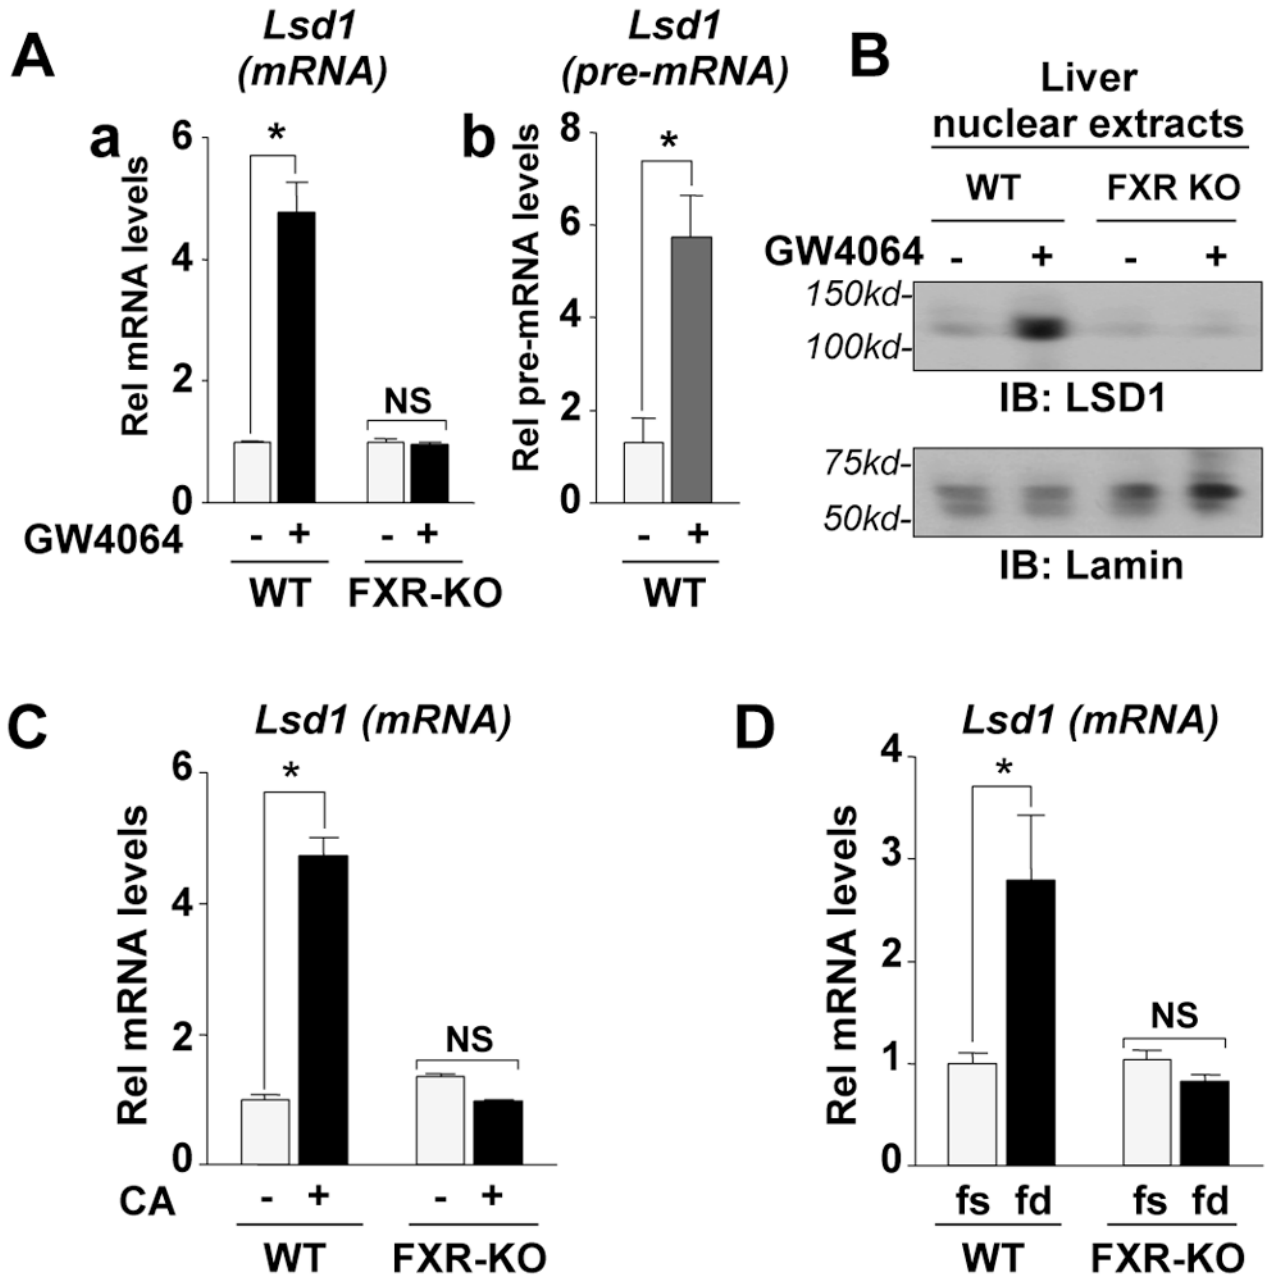 A
Lsd1
(mRNA)
a
Rel mRNA levels
6
4
2
0
*
NS
GW4064
- + - +
WT FXR-KO
Lsd1
(pre-mRNA)
b
Rel pre-mRNA levels
8
6
4
2
0
*
- +
WT
B
Liver
nuclear extracts
WT FXR KO
GW4064 - + - +
150kd-
100kd-
IB: LSD1
75kd-
50kd-
IB: Lamin
C
Lsd1 (mRNA)
Rel mRNA levels
6
4
2
0
*
NS
CA - + - +
WT FXR-KO
D
Lsd1 (mRNA)
Rel mRNA levels
4
3
2
1
0
*
NS
fs fd fs fd
WT FXR-KO